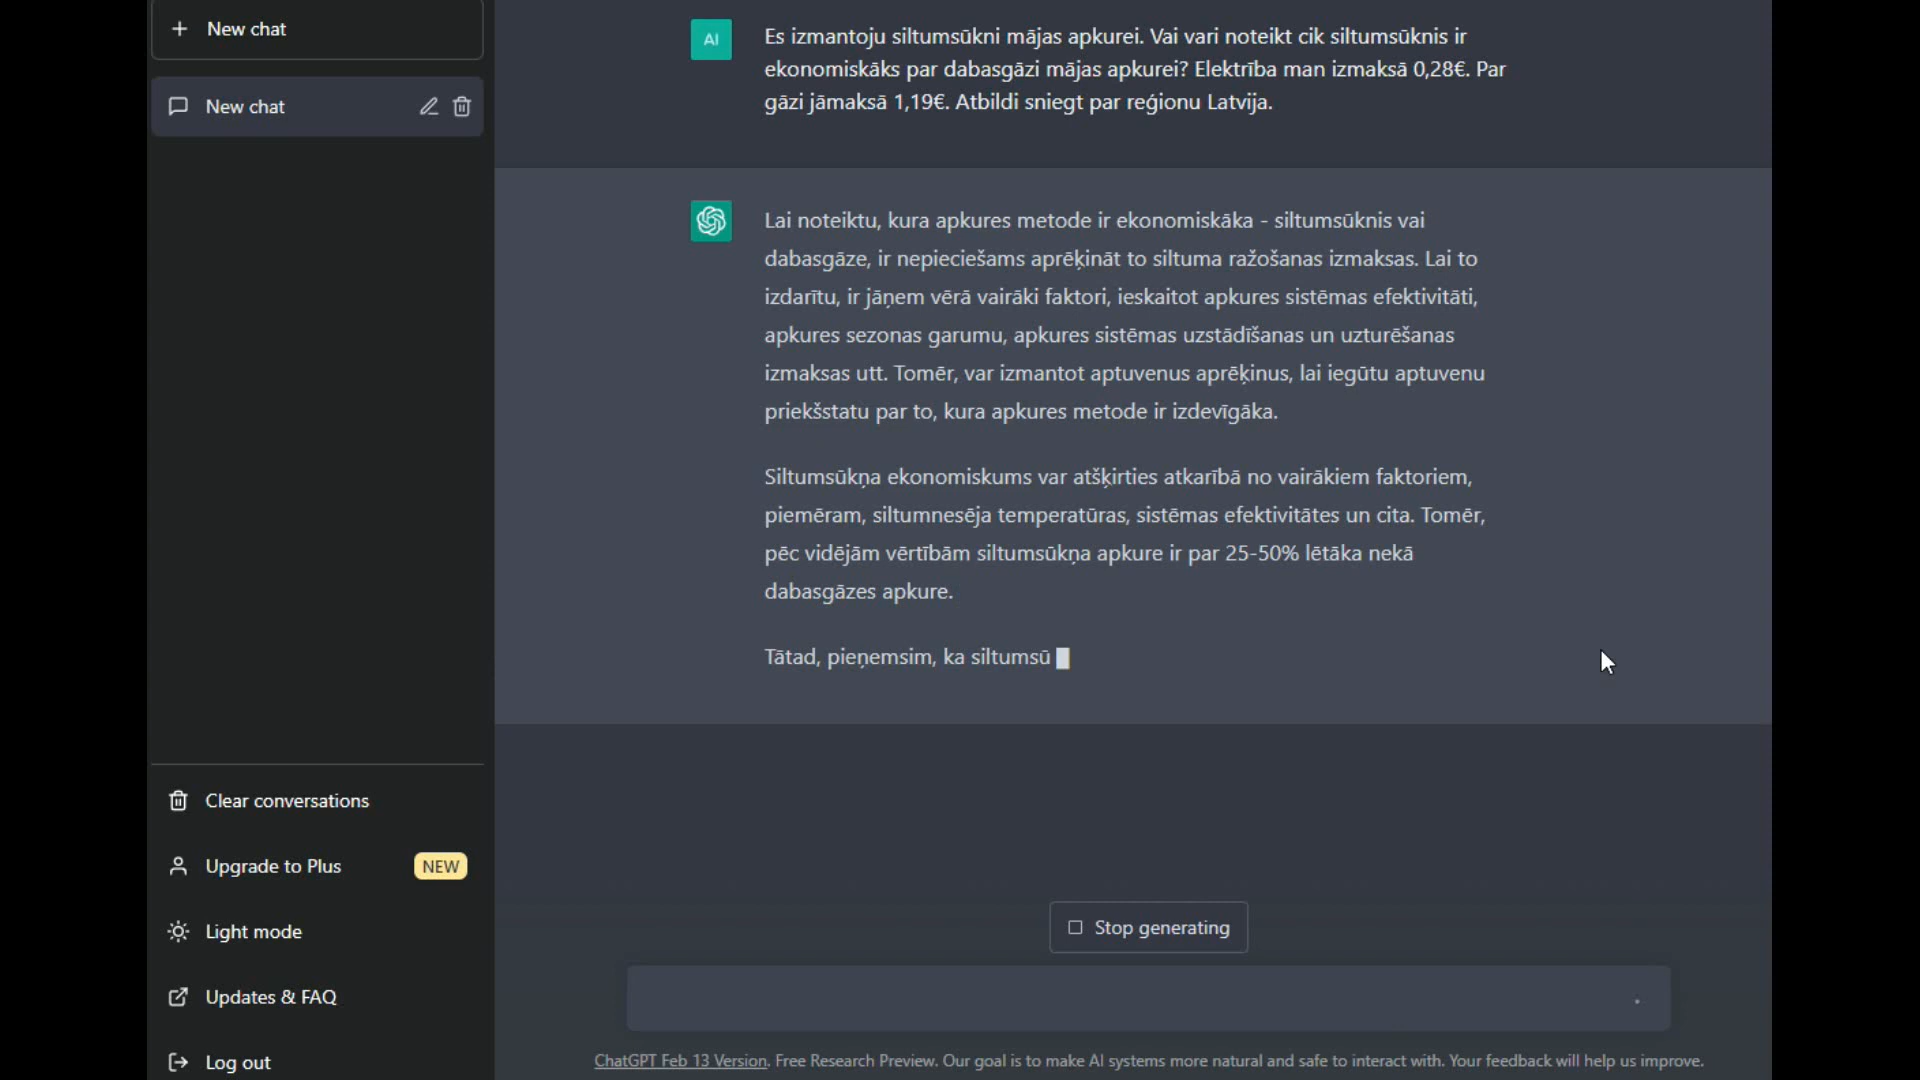 New chat
New chat
Clear conversations
Upgrade to Plus NEW
Light mode
Updates & FAQ
Log out
AI
Es izmantoju siltumsūkni mājas apkurei. Vai vari noteikt cik siltumsūknis ir
ekonomiskāks par dabasgāzi mājas apkurei? Elektrība man izmaksā 0,28€. Par
gāzi jāmaksā 1,19€. Atbildi sniegt par reģionu Latvija.
Lai noteiktu, kura apkures metode ir ekonomiskāka - siltumsūknis vai
dabasgāze, ir nepieciešams aprēķināt to siltuma ražošanas izmaksas. Lai to
izdarītu, ir jāņem vērā vairāki faktori, ieskaitot apkures sistēmas efektivitāti,
apkures sezonas garumu, apkures sistēmas uzstādīšanas un uzturēšanas
izmaksas utt. Tomēr, var izmantot aptuvenus aprēķinus, lai iegūtu aptuvenu
priekšstatu par to, kura apkures metode ir izdevīgāka.
Siltumsūkņa ekonomiskums var atšķirties atkarībā no vairākiem faktoriem,
piemēram, siltumnesēja temperatūras, sistēmas efektivitātes un cita. Tomēr,
pēc vidējām vērtībām siltumsūkņa apkure ir par 25-50% lētāka nekā
dabasgāzes apkure.
Tātad, pieņemsim, ka siltumsū
Stop generating
ChatGPT Feb 13 Version. Free Research Preview. Our goal is to make AI systems more natural and safe to interact with. Your feedback will help us improve.